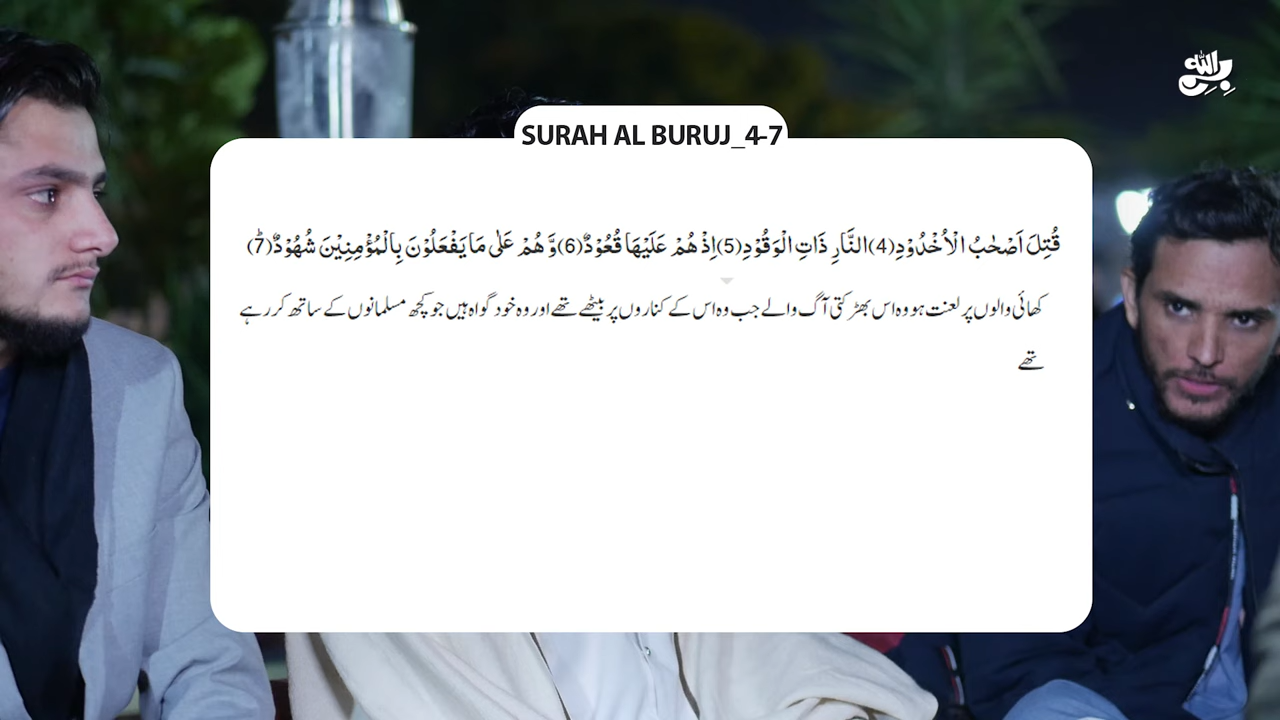 SURAH AL BURUJ_4-7
قُتِلَ اَصْحٰبُ الْاُخْدُوْدِ(4)النَّارِ ذَاتِ الْوَقُوْدِ(5)اِذْ هُمْ عَلَیْهَا قُعُوْدٌ(6)وَّ هُمْ عَلٰى مَا یَفْعَلُوْنَ بِالْمُؤْمِنِیْنَ شُهُوْدٌﭤ(7)
کھائی والوں پر لعنت ہو وہ اس بھڑکتی آگ والے جب وہ اس کے کناروں پر بیٹھے تھے اور وہ خود گواہ ہیں جو کچھ مسلمانوں کے ساتھ کر رہے
تھے